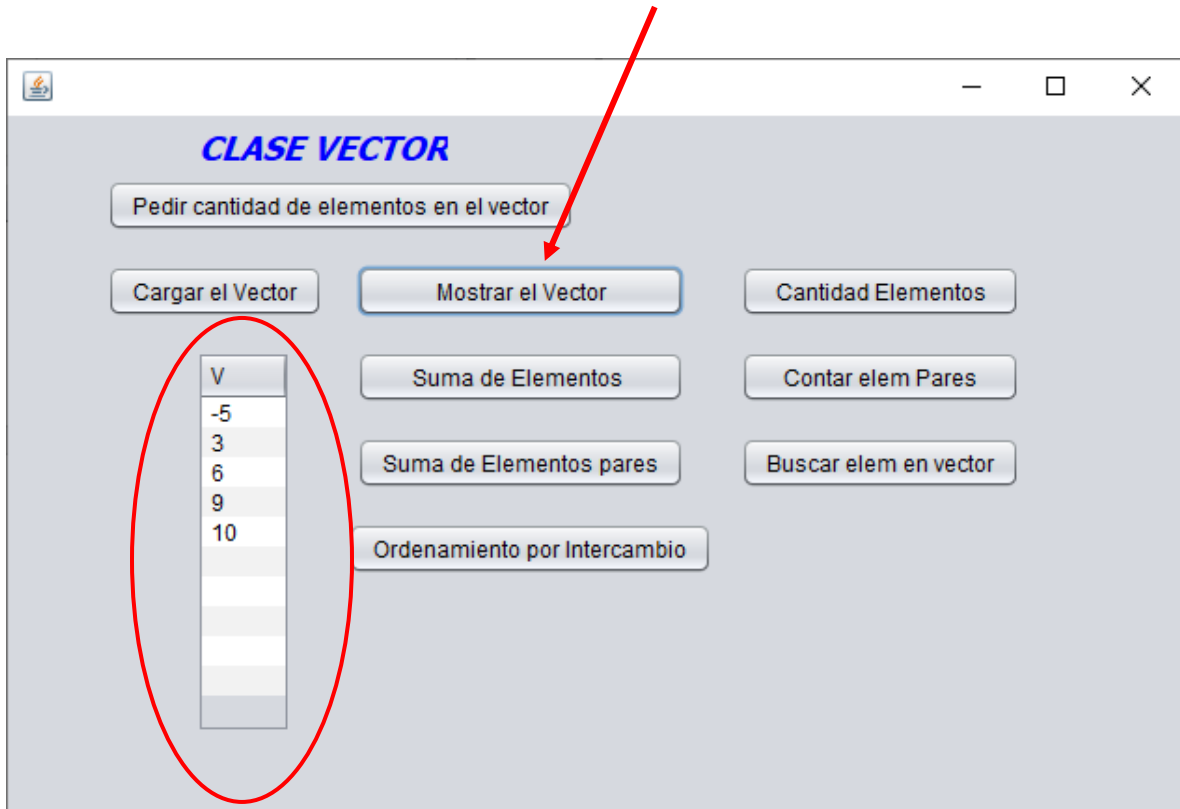 CLASE VECTOR
Pedir cantidad de elementos en el vector
Cargar el Vector
Mostrar el Vector
Cantidad Elementos
V
-5
3
6
9
10
Suma de Elementos
Contar elem Pares
Suma de Elementos pares
Buscar elem en vector
Ordenamiento por Intercambio